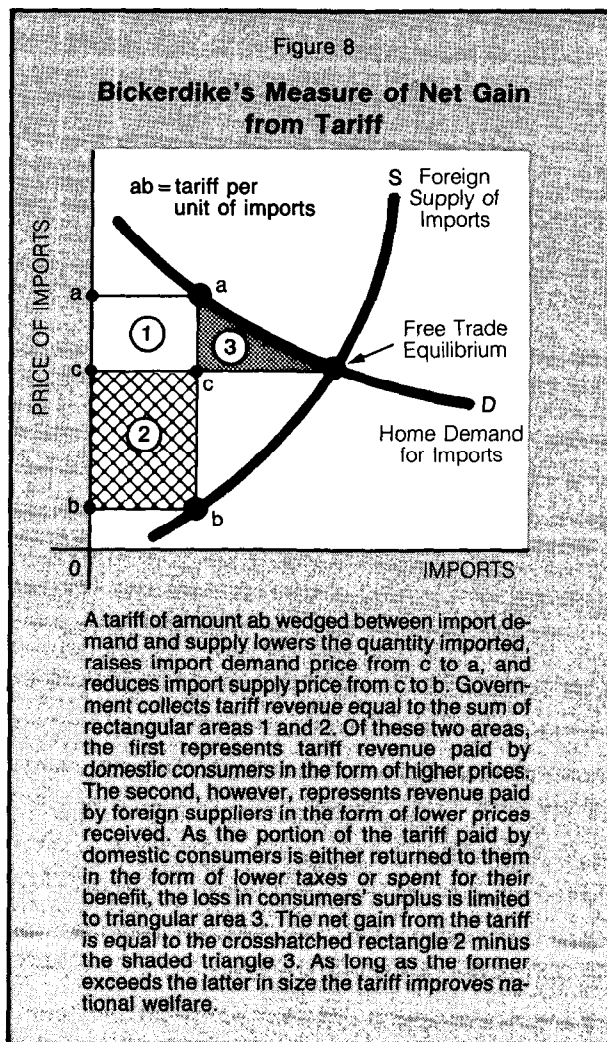 Figure 8
Bickerdike's Measure of Net Gain
from Tariff
ab = tariff per
unit of imports
S
Foreign
Supply of
Imports
PRICE OF IMPORTS
a
a
1
3
Free Trade
Equilibrium
c
c
2
D
Home Demand
for Imports
b
b
0
IMPORTS
A tariff of amount ab wedged between import de-
mand and supply lowers the quantity imported,
raises import demand price from c to a, and
reduces import supply price from c to b. Govern-
ment collects tariff revenue equal to the sum of
rectangular areas 1 and 2. Of these two areas,
the first represents tariff revenue paid by
domestic consumers in the form of higher prices.
The second, however, represents revenue paid
by foreign suppliers in the form of lower prices
received. As the portion of the tariff paid by
domestic consumers is either returned to them
in the form of lower taxes or spent for their
benefit, the loss in consumers' surplus is limited
to triangular area 3. The net gain from the tariff
is equal to the crosshatched rectangle 2 minus
the shaded triangle 3. As long as the former
exceeds the latter in size the tariff improves na-
tional welfare.